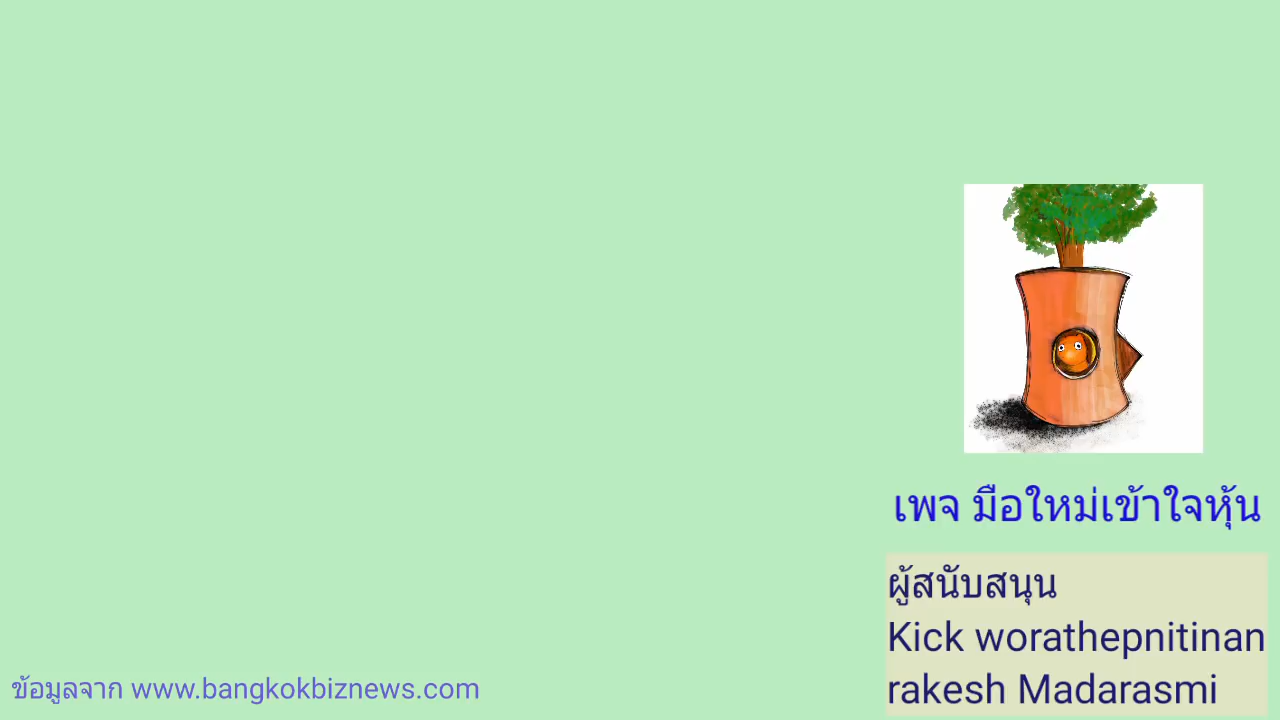 เพจ มือใหม่เข้าใจหุ้น
ผู้สนับสนุน
Kick worathepnitinan
rakesh Madarasmi
ข้อมูลจาก www.bangkokbiznews.com